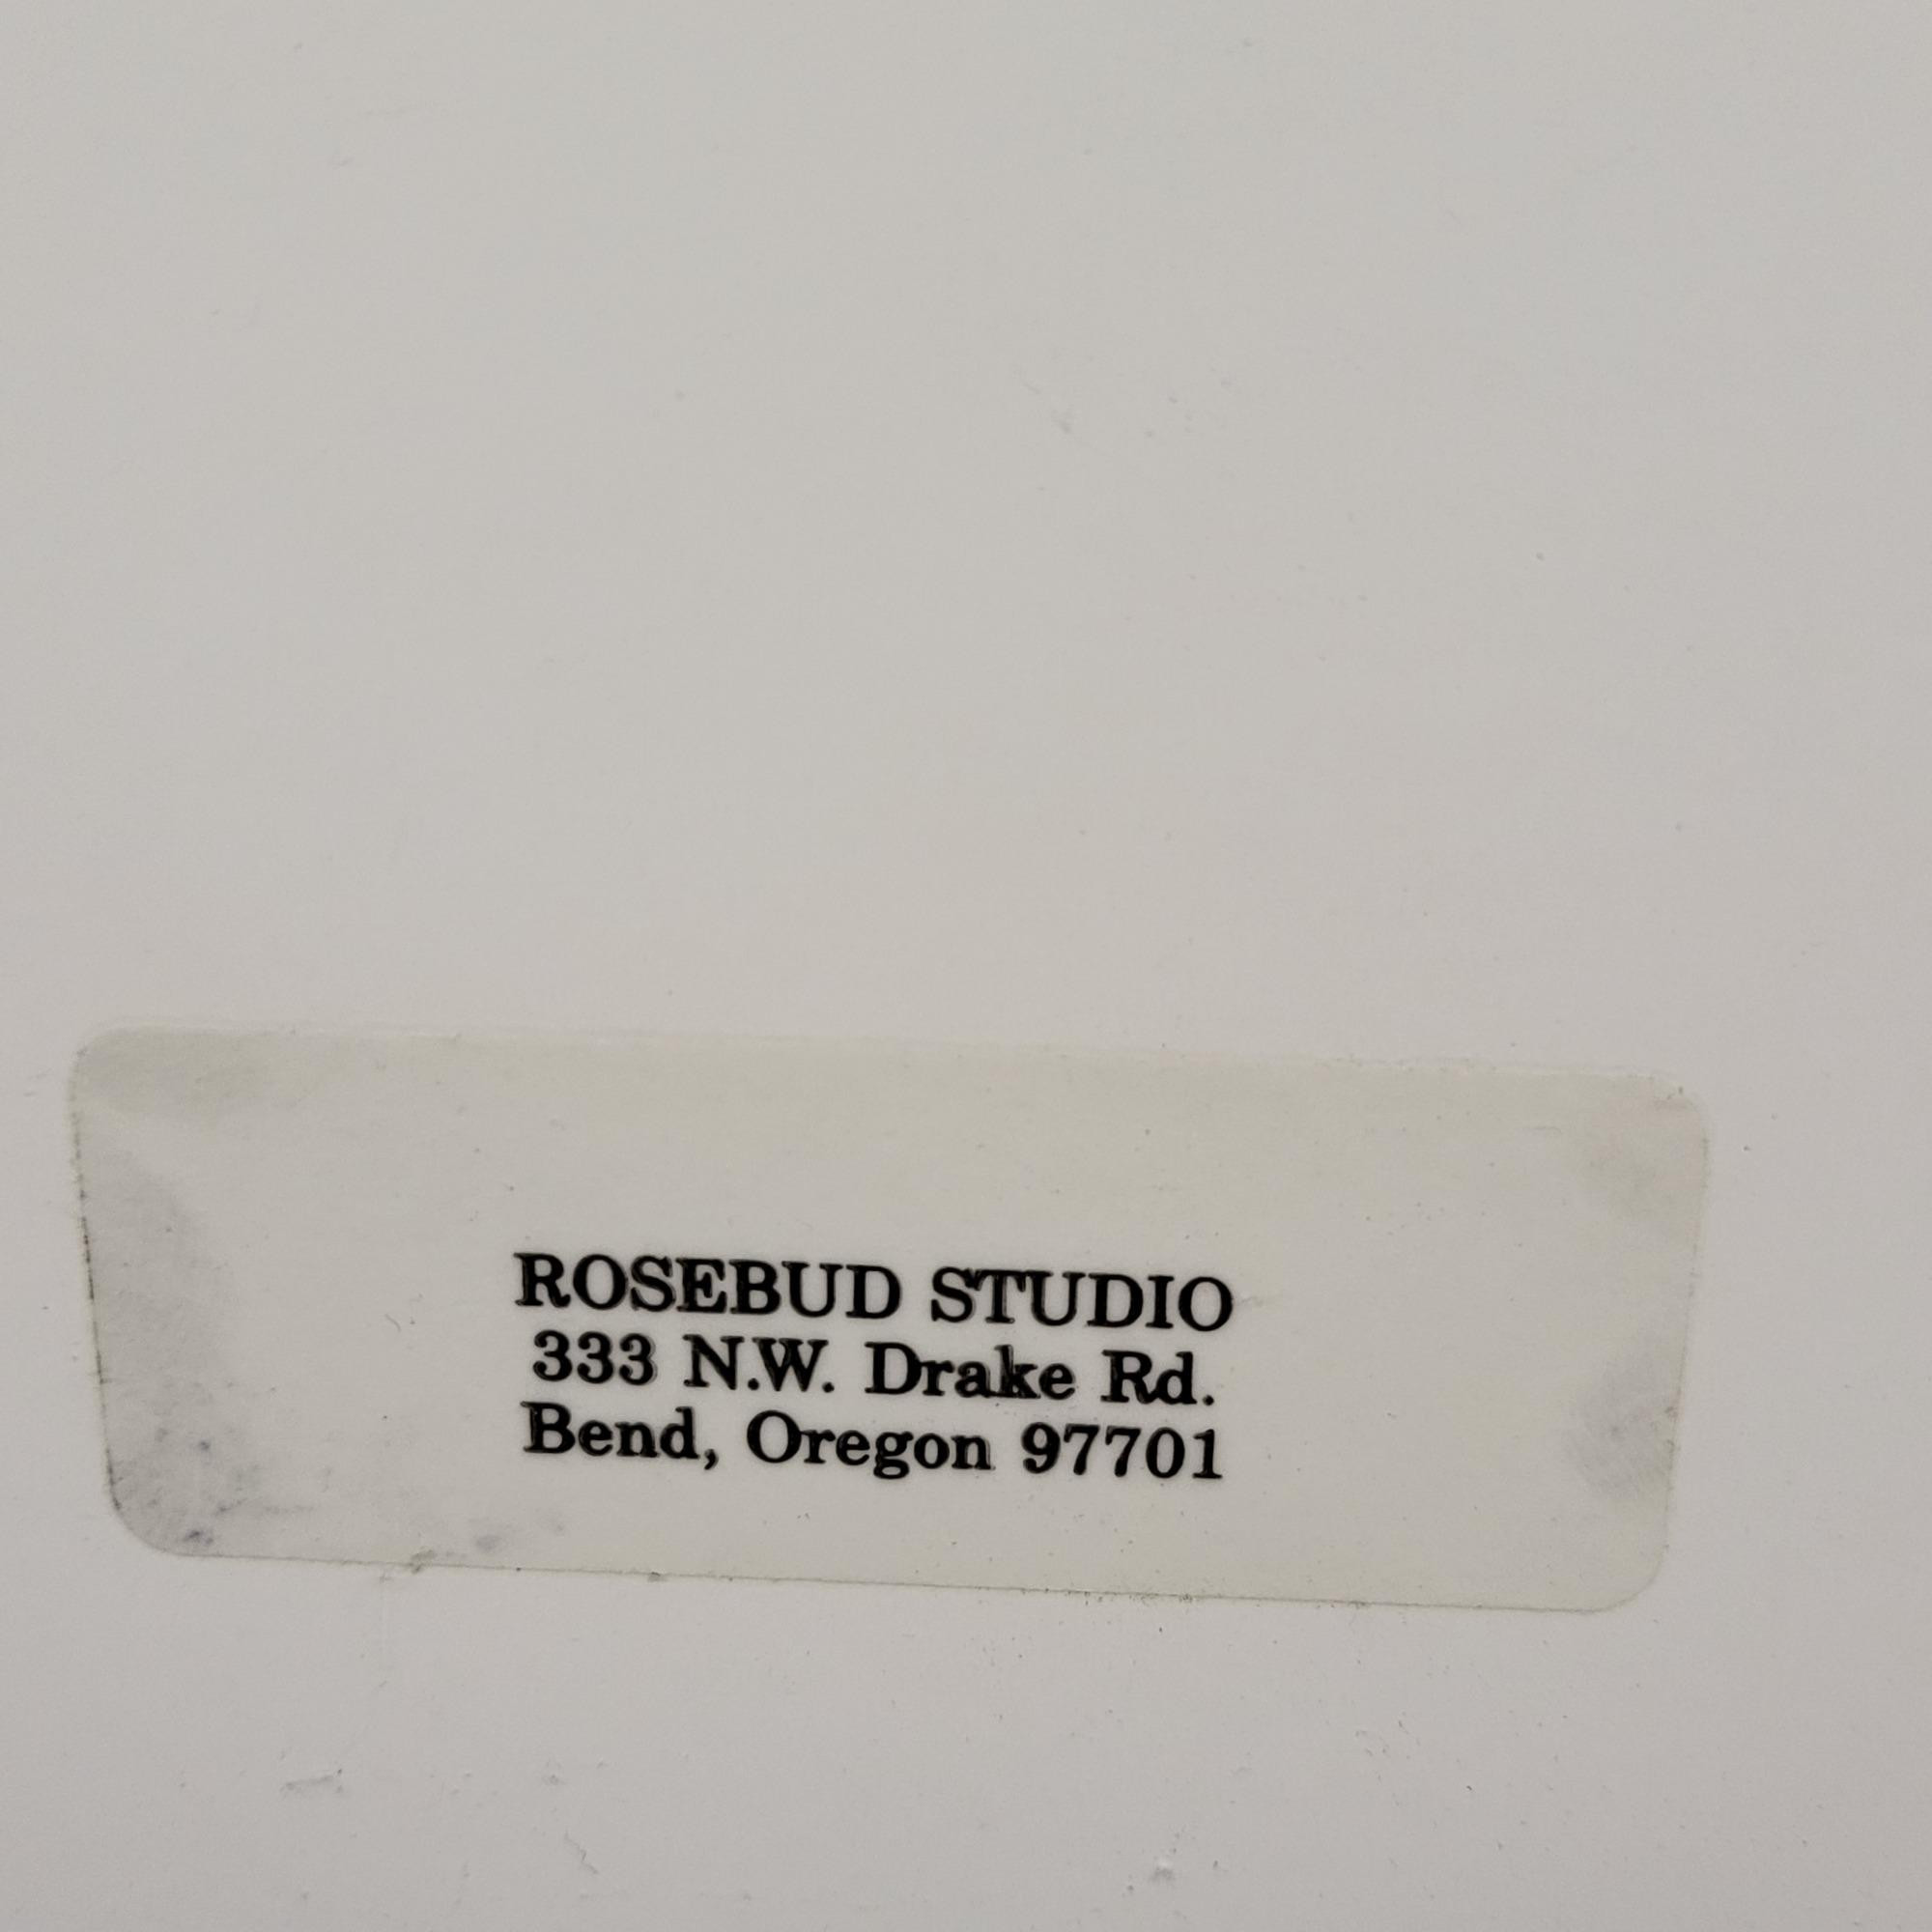 ROSEBUD STUDIO
333 N.W. Drake Rd.
Bend, Oregon 97701